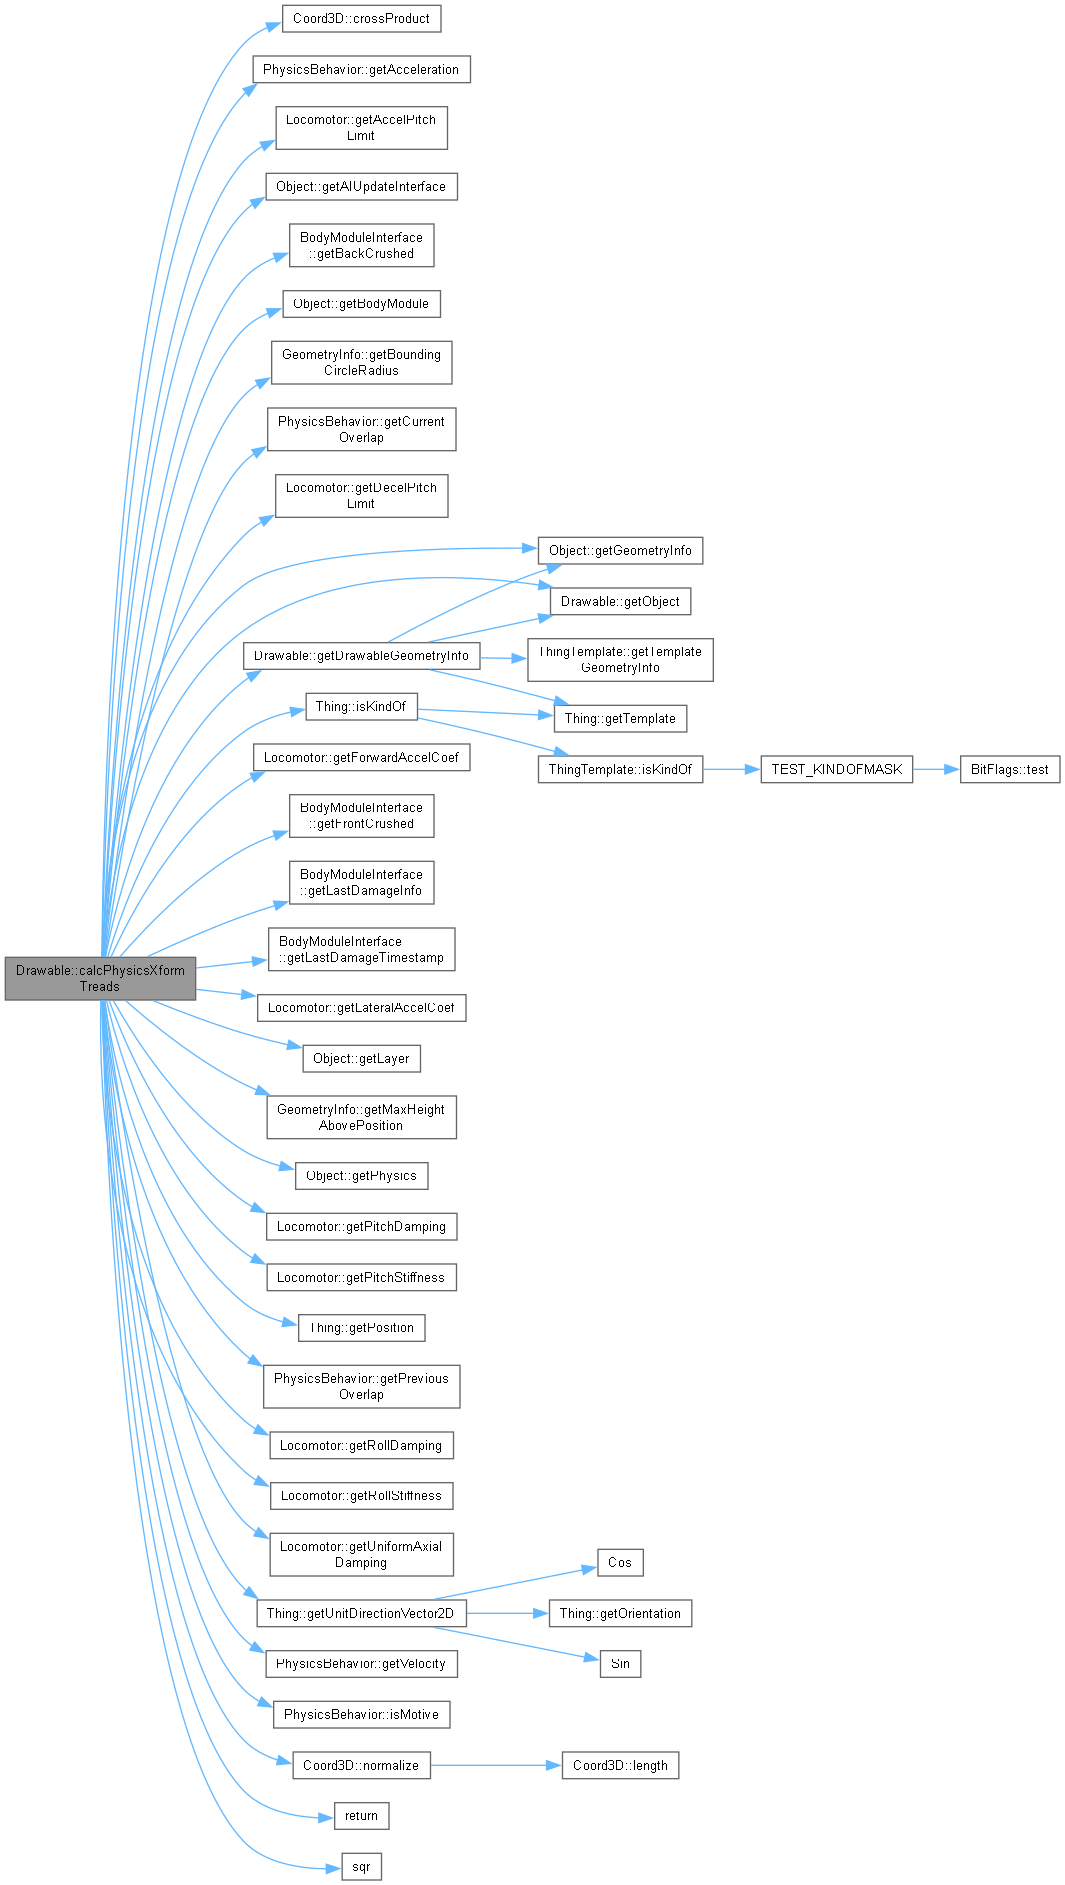 Coord3D::crossProduct
PhysicsBehavior::getAcceleration
Locomotor::getAccelPitch
Limit
Object::getAIUpdateInterface
BodyModuleInterface
::getBackCrushed
Object::getBodyModule
GeometryInfo::getBounding
CircleRadius
PhysicsBehavior::getCurrent
Overlap
Locomotor::getDecelPitch
Limit
Object::getGeometryInfo
Drawable::getObject
Drawable::getDrawableGeometryInfo
ThingTemplate::getTemplate
GeometryInfo
Thing::isKindOf
Thing::getTemplate
Locomotor::getForwardAccelCoef
ThingTemplate::isKindOf
TEST_KINDOFMASK
BitFlags::test
BodyModuleInterface
::getFrontCrushed
BodyModuleInterface
::getLastDamageInfo
BodyModuleInterface
::getLastDamageTimestamp
Drawable::calcPhysicsXform
Treads
Locomotor::getLateralAccelCoef
Object::getLayer
GeometryInfo::getMaxHeight
AbovePosition
Object::getPhysics
Locomotor::getPitchDamping
Locomotor::getPitchStiffness
Thing::getPosition
PhysicsBehavior::getPrevious
Overlap
Locomotor::getRollDamping
Locomotor::getRollStiffness
Locomotor::getUniformAxial
Damping
Cos
Thing::getUnitDirectionVector2D
Thing::getOrientation
Sin
PhysicsBehavior::getVelocity
PhysicsBehavior::isMotive
Coord3D::normalize
Coord3D::length
return
sqr